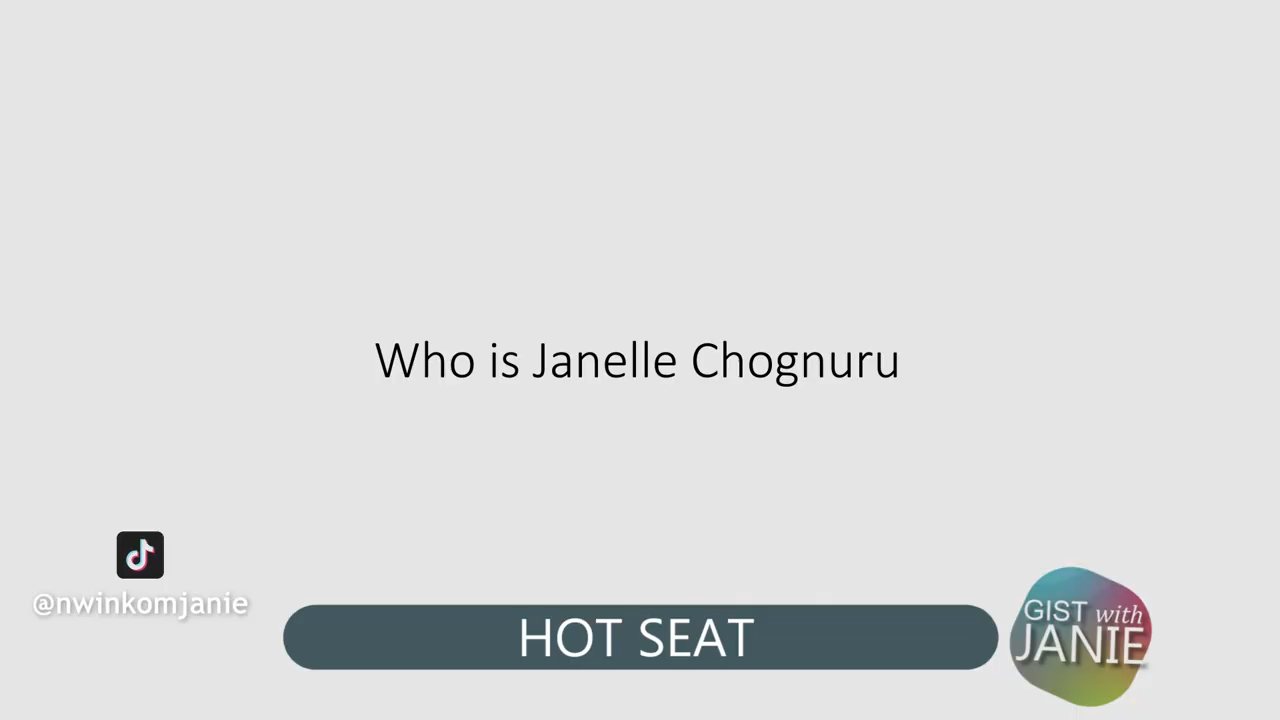 Who is Janelle Chognuru
@nwinkomjanie
HOT SEAT
GIST with
JANIE